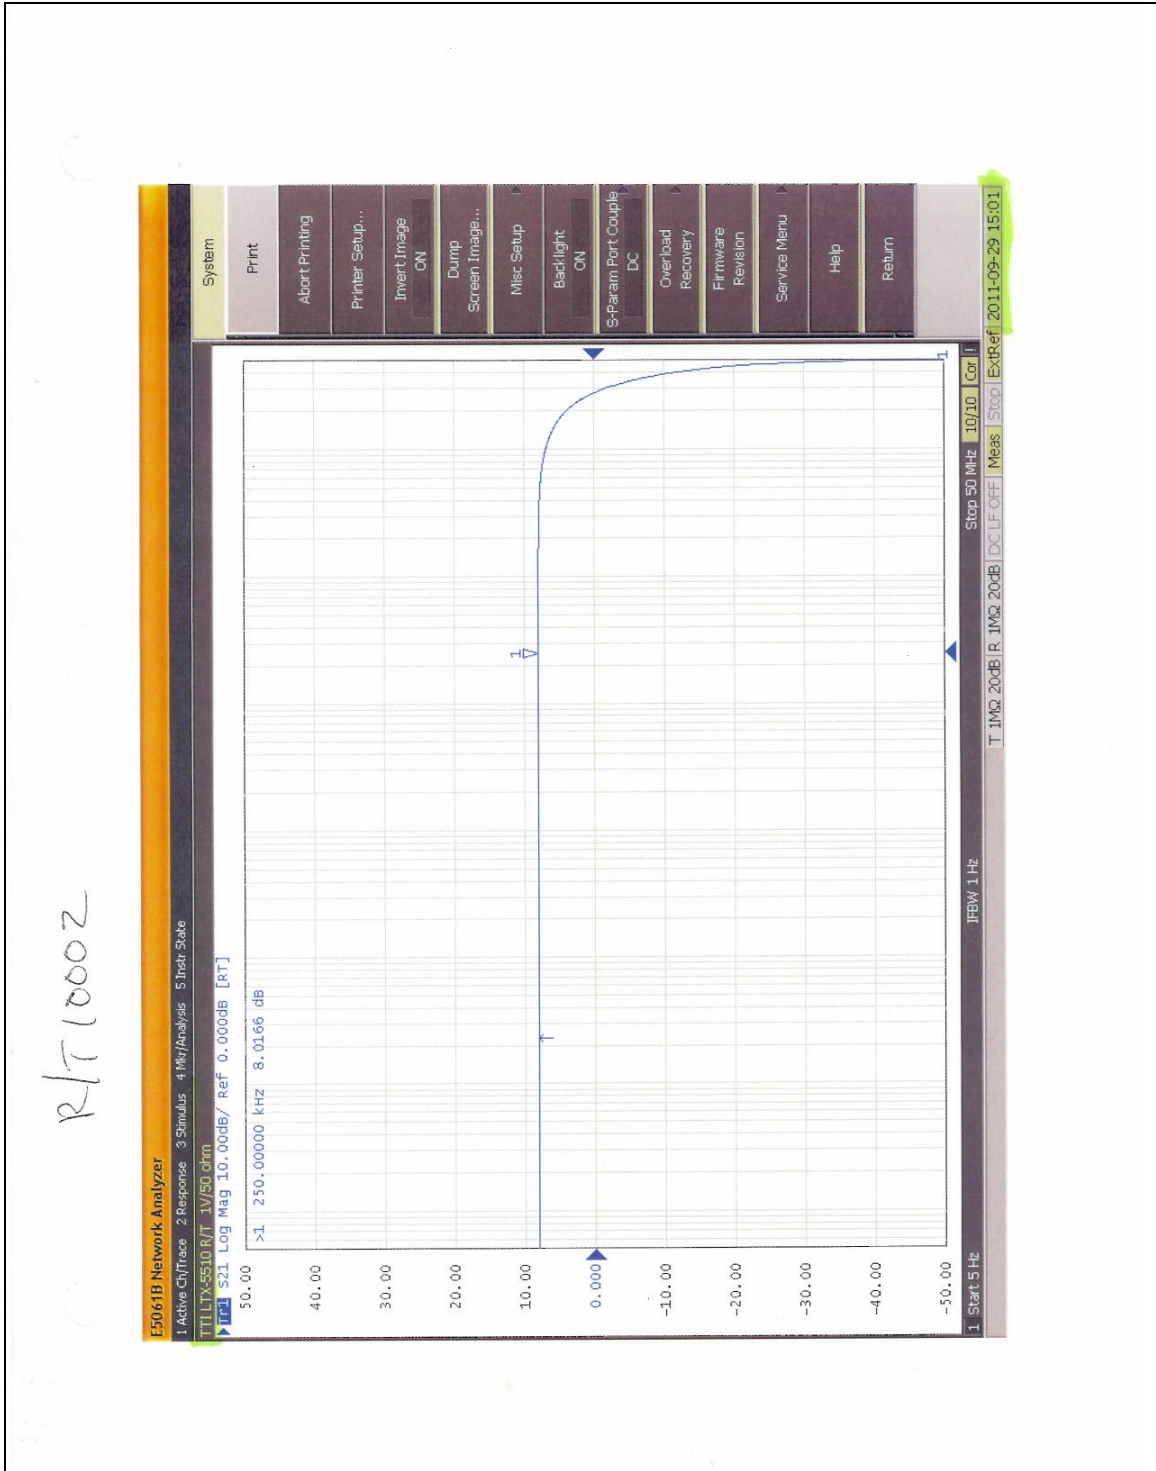 R/T 10002
E5061B Network Analyzer
1 Active Ch/Trace 2 Response 3 Stimulus 4 Mkr/Analysis 5 Instr State
TTI LTX-5510 R/T 1V/50 ohm
Tr1 S21 Log Mag 10.00dB/ Ref 0.000dB [RT]
50.00
>1 250.00000 kHz 8.0166 dB
40.00
30.00
20.00
10.00
0.000
-10.00
-20.00
-30.00
-40.00
-50.00
1
1
1 Start 5 Hz
IFBW 1 Hz
Stop 50 MHz 10/10 Cor !
T 1MΩ 20dB R 1MΩ 20dB DC LF OFF Meas Stop ExtRef 2011-09-29 15:01
System
Print
Abort Printing
Printer Setup...
Invert Image
ON
Dump
Screen Image...
Misc Setup
Backlight
ON
S-Param Port Couple
DC
Overload
Recovery
Firmware
Revision
Service Menu
Help
Return